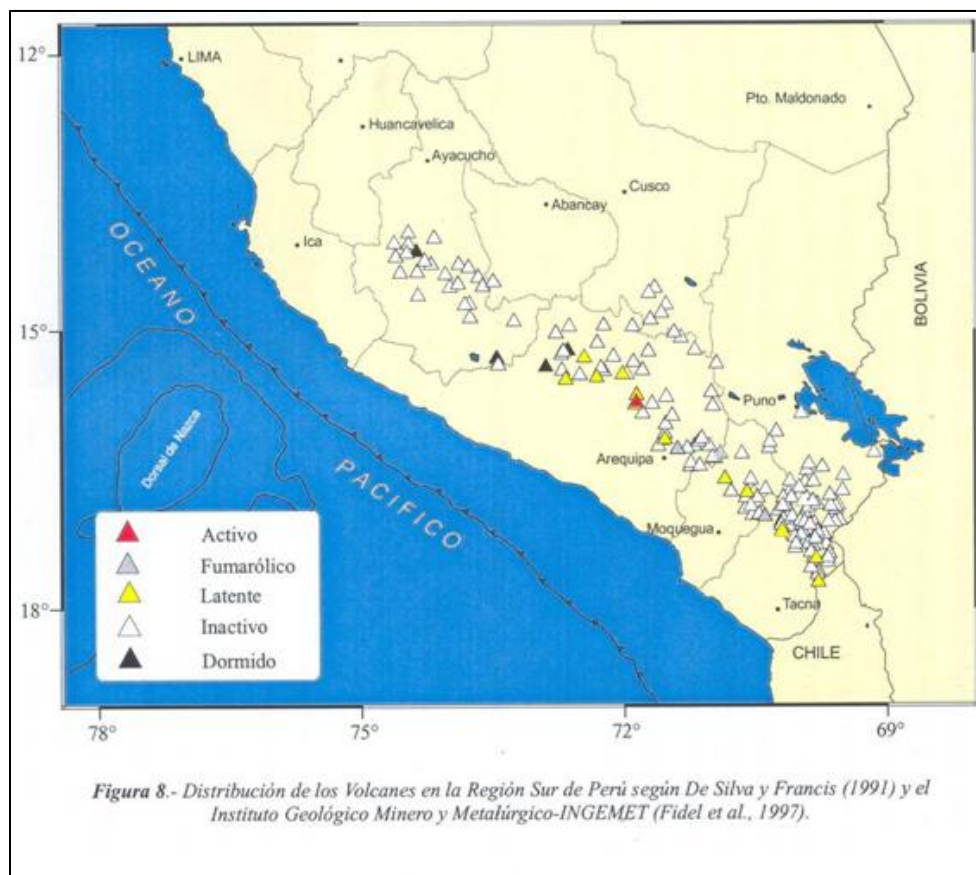 12°
LIMA
Pto. Maldonado
Huancavelica
Ayacucho
Cusco
Abancay
Ica
OCEANO
BOLIVIA
15°
Puno
Dorsal de Nazca
Arequipa
PACIFICO
Moquegua
Activo
Fumarólico
Latente
Inactivo
Dormido
18°
Tacna
CHILE
78°
75°
72°
69°
Figura 8.- Distribución de los Volcanes en la Región Sur de Perú según De Silva y Francis (1991) y el
Instituto Geológico Minero y Metalúrgico-INGEMET (Fidel et al., 1997).